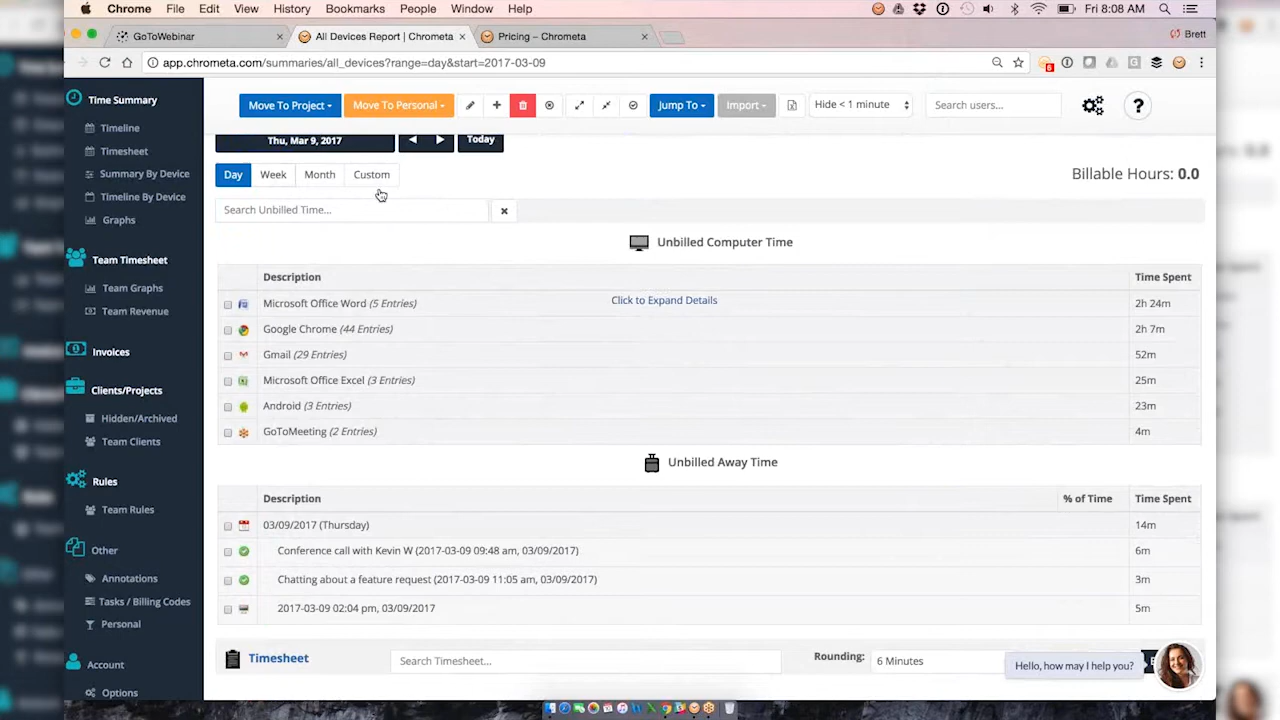 Chrome File Edit View History Bookmarks People Window Help Fri 8:08 AM
GoToWebinar All Devices Report | Chrometa Pricing – Chrometa Brett
app.chrometa.com/summaries/all_devices?range=day&start=2017-03-09
Time Summary
Timeline
Timesheet
Summary By Device
Timeline By Device
Graphs
Team Timesheet
Team Graphs
Team Revenue
Invoices
Clients/Projects
Hidden/Archived
Team Clients
Rules
Team Rules
Other
Annotations
Tasks / Billing Codes
Personal
Account
Options
Move To Project Move To Personal Jump To Import Hide < 1 minute Search users... ?
Thu, Mar 9, 2017 Today
Day Week Month Custom Billable Hours: 0.0
Search Unbilled Time...
Unbilled Computer Time
Description Time Spent
Click to Expand Details
Microsoft Office Word (5 Entries) 2h 24m
Google Chrome (44 Entries) 2h 7m
Gmail (29 Entries) 52m
Microsoft Office Excel (3 Entries) 25m
Android (3 Entries) 23m
GoToMeeting (2 Entries) 4m
Unbilled Away Time
Description % of Time Time Spent
03/09/2017 (Thursday) 14m
Conference call with Kevin W (2017-03-09 09:48 am, 03/09/2017) 6m
Chatting about a feature request (2017-03-09 11:05 am, 03/09/2017) 3m
2017-03-09 02:04 pm, 03/09/2017 5m
Timesheet Search Timesheet... Rounding: 6 Minutes
Hello, how may I help you?